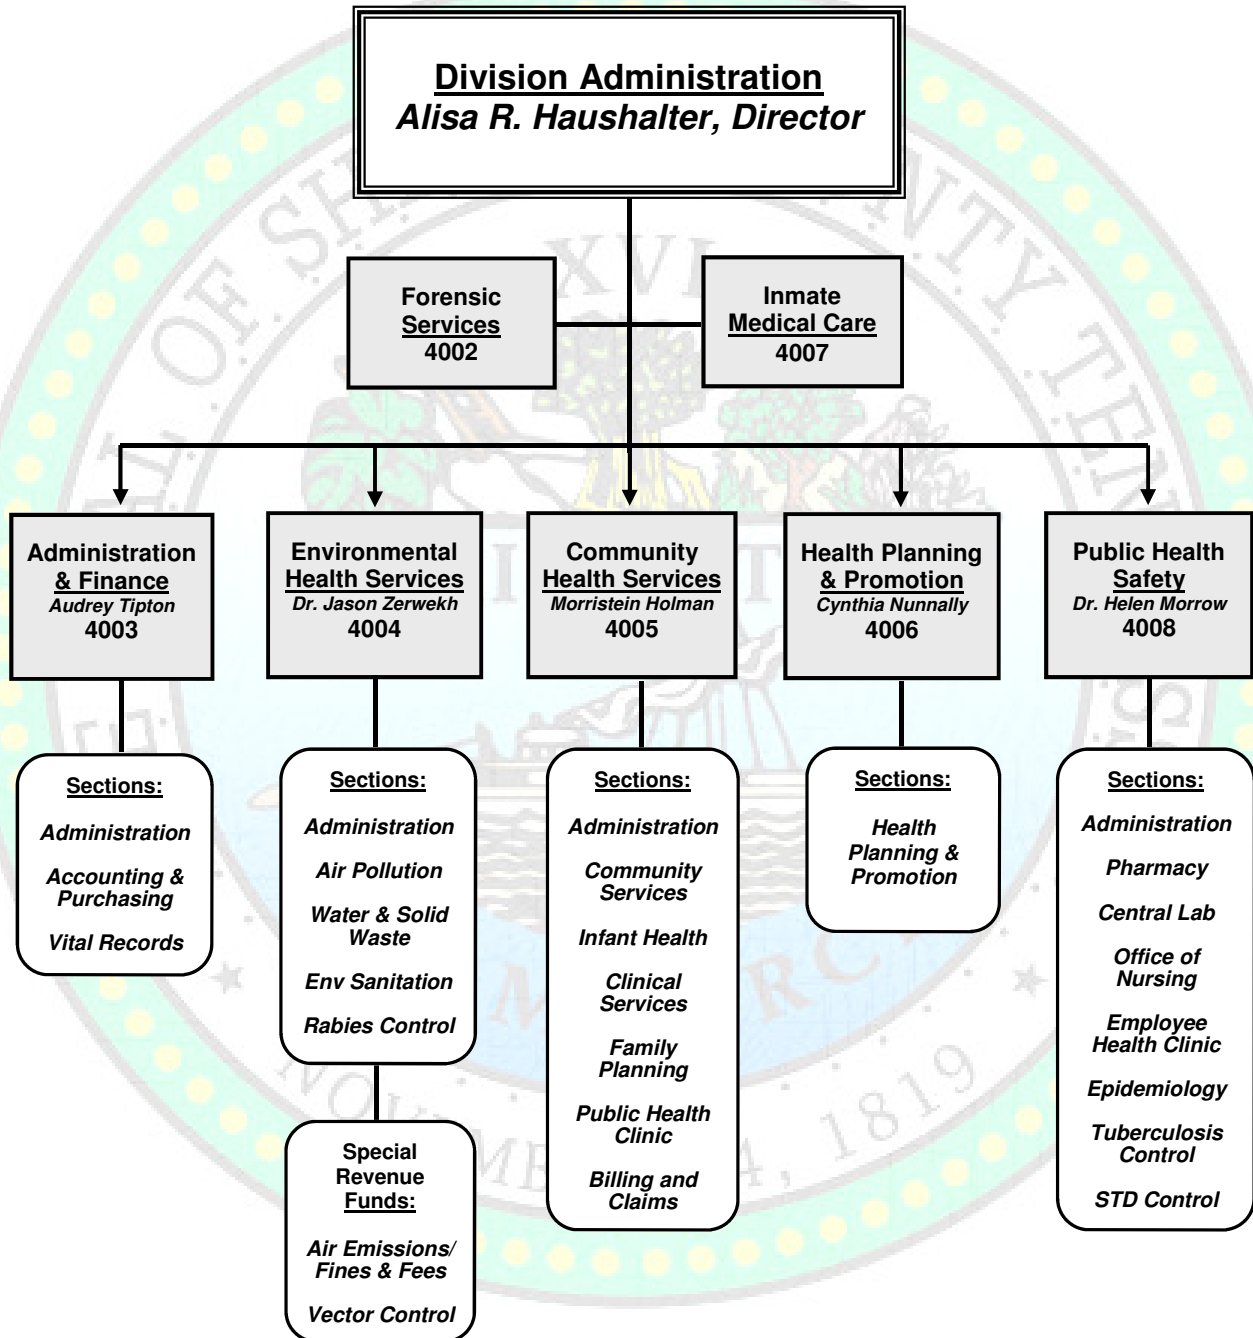 Division Administration
Alisa R. Haushalter, Director
Forensic
Services
4002
Inmate
Medical Care
4007
Administration
& Finance
Audrey Tipton
4003
Environmental
Health Services
Dr. Jason Zerwekh
4004
Community
Health Services
Morristein Holman
4005
Health Planning
& Promotion
Cynthia Nunnally
4006
Public Health
Safety
Dr. Helen Morrow
4008
Sections:
Administration
Accounting &
Purchasing
Vital Records
Sections:
Administration
Air Pollution
Water & Solid
Waste
Env Sanitation
Rabies Control
Special
Revenue
Funds:
Air Emissions/
Fines & Fees
Vector Control
Sections:
Administration
Community
Services
Infant Health
Clinical
Services
Family
Planning
Public Health
Clinic
Billing and
Claims
Sections:
Health
Planning &
Promotion
Sections:
Administration
Pharmacy
Central Lab
Office of
Nursing
Employee
Health Clinic
Epidemiology
Tuberculosis
Control
STD Control
XVI
OF
1819